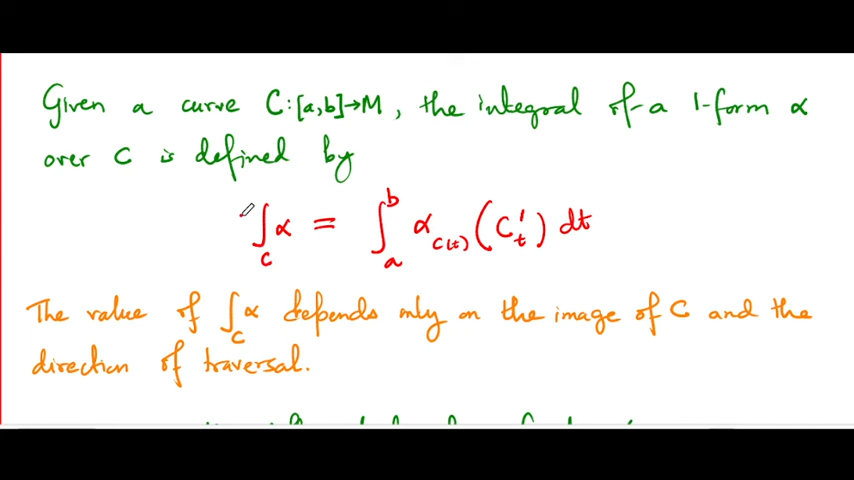 Given a curve C:[a,b]→M, the integral of a 1-form α
over C is defined by
∫_C α = ∫_a^b α_{C(t)} (C'_t) dt
The value of ∫_C α depends only on the image of C and the
direction of traversal.